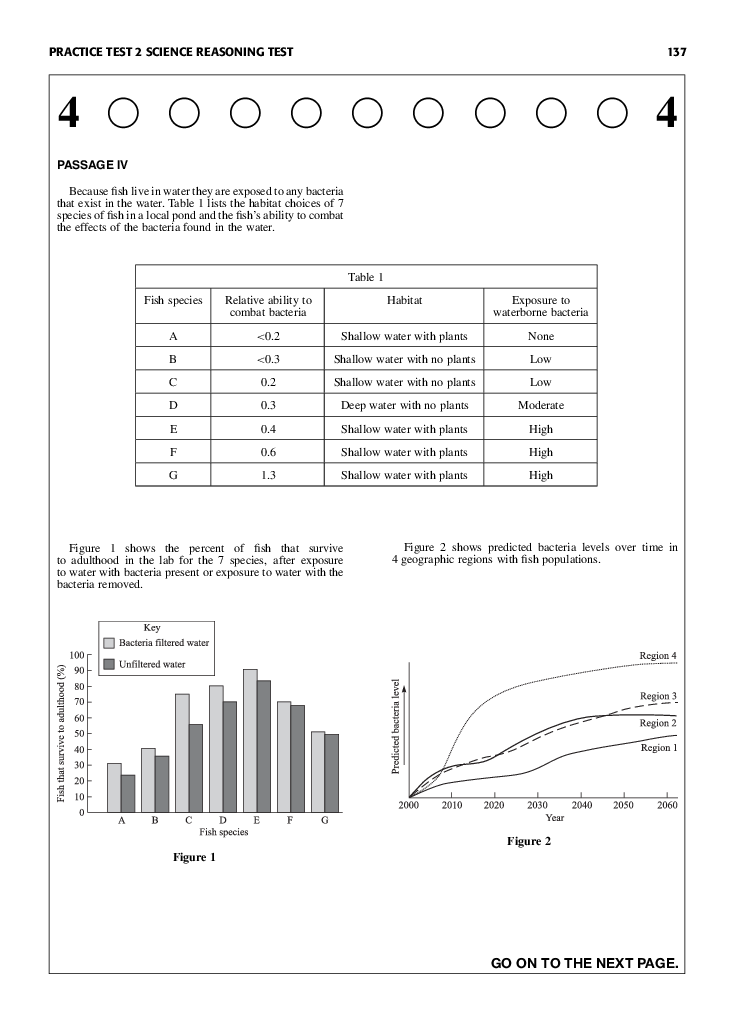 PRACTICE TEST 2 SCIENCE REASONING TEST 137
4 4
PASSAGE IV
Because fish live in water they are exposed to any bacteria
that exist in the water. Table 1 lists the habitat choices of 7
species of fish in a local pond and the fish's ability to combat
the effects of the bacteria found in the water.
Table 1
Fish species Relative ability to combat bacteria Habitat Exposure to waterborne bacteria
A <0.2 Shallow water with plants None
B <0.3 Shallow water with no plants Low
C 0.2 Shallow water with no plants Low
D 0.3 Deep water with no plants Moderate
E 0.4 Shallow water with plants High
F 0.6 Shallow water with plants High
G 1.3 Shallow water with plants High
Figure 1 shows the percent of fish that survive
to adulthood in the lab for the 7 species, after exposure
to water with bacteria present or exposure to water with the
bacteria removed.
Key
Bacteria filtered water
Unfiltered water
Fish that survive to adulthood (%)
100
90
80
70
60
50
40
30
20
10
0
A B C D E F G
Fish species
Figure 1
Figure 2 shows predicted bacteria levels over time in
4 geographic regions with fish populations.
Predicted bacteria level
Region 4
Region 3
Region 2
Region 1
2000 2010 2020 2030 2040 2050 2060
Year
Figure 2
GO ON TO THE NEXT PAGE.